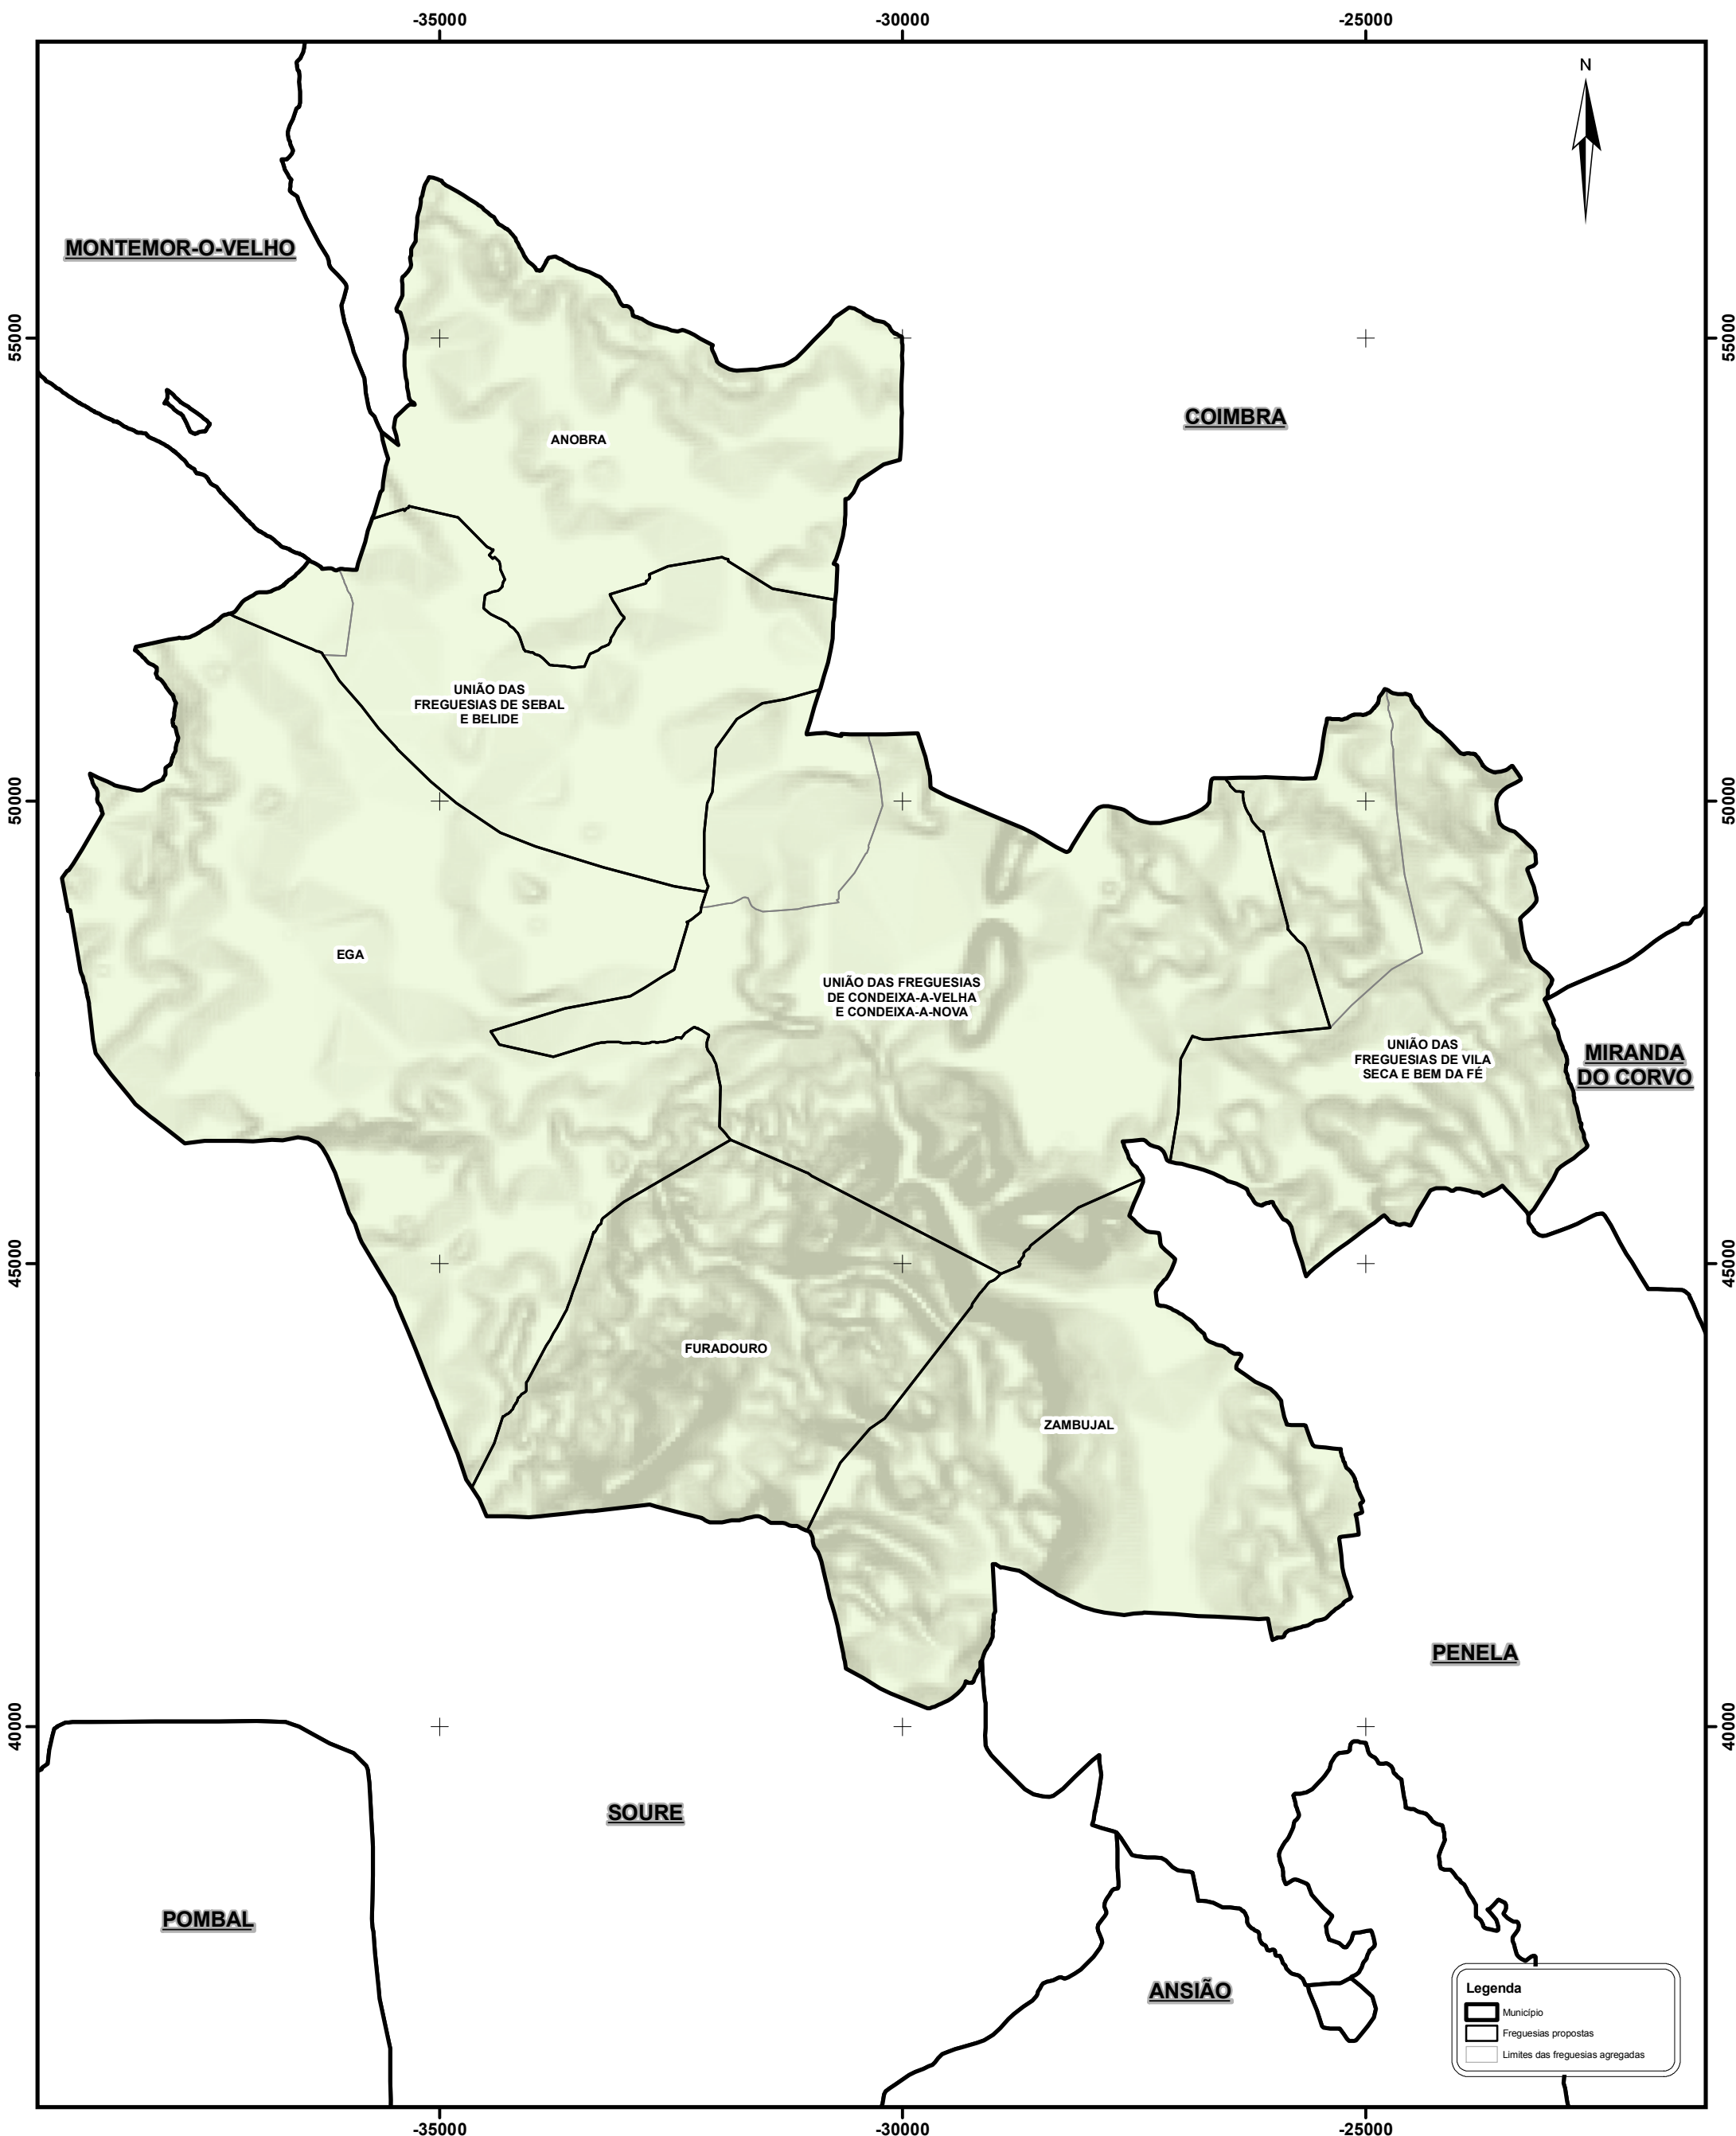 -35000
-30000
-25000
N
MONTEMOR-O-VELHO
55000
55000
COIMBRA
ANOBRA
UNIÃO DAS
FREGUESIAS DE SEBAL
E BELIDE
50000
50000
EGA
UNIÃO DAS FREGUESIAS
DE CONDEIXA-A-VELHA
E CONDEIXA-A-NOVA
UNIÃO DAS
FREGUESIAS DE VILA
SECA E BEM DA FÉ
MIRANDA
DO CORVO
45000
45000
FURADOURO
ZAMBUJAL
PENELA
40000
40000
SOURE
POMBAL
ANSIÃO
Legenda
Município
Freguesias propostas
Limites das freguesias agregadas
-35000
-30000
-25000